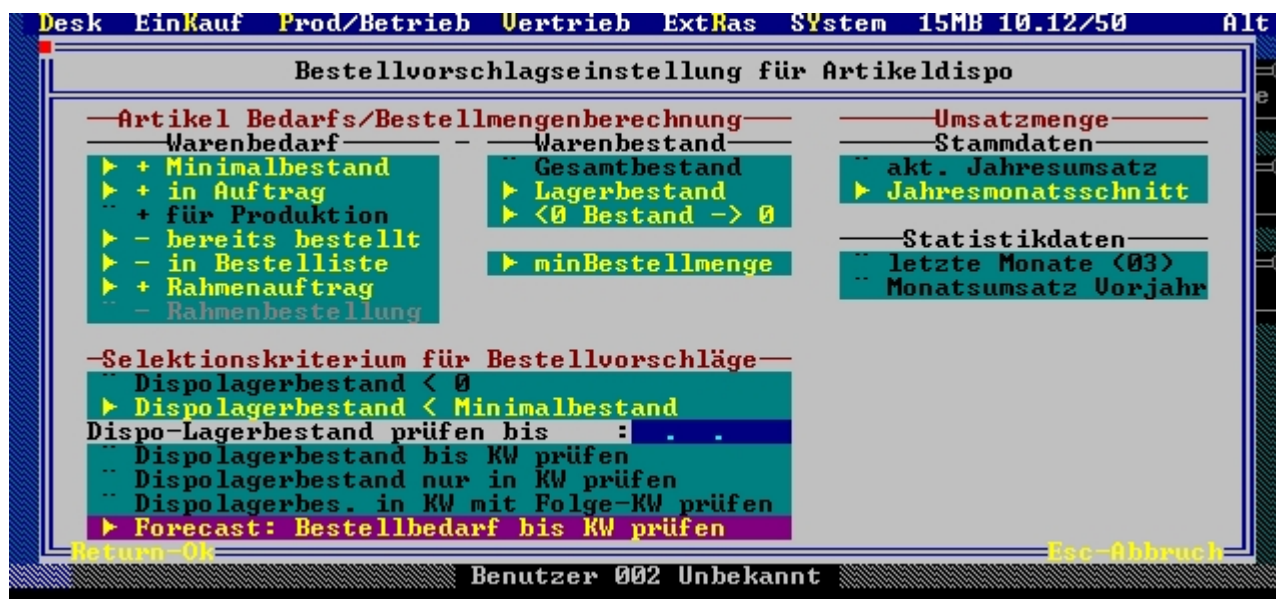 Desk EinKauf Prod/Betrieb Vertrieb ExtRas SYstem 15MB 10.12/50 Alt
Bestellvorschlagseinstellung für Artikeldispo
Artikel Bedarfs/Bestellmengenberechnung
Warenbedarf - Warenbestand
+ Minimalbestand
+ in Auftrag
+ für Produktion
- bereits bestellt
- in Bestelliste
+ Rahmenauftrag
- Rahmenbestellung
Gesamtbestand
Lagerbestand
<0 Bestand -> 0
minBestellmenge
Umsatzmenge
Stammdaten
akt. Jahresumsatz
Jahresmonatsschnitt
Statistikdaten
letzte Monate (03)
Monatsumsatz Vorjahr
Selektionskriterium für Bestellvorschläge
Dispolagerbestand < 0
Dispolagerbestand < Minimalbestand
Dispo-Lagerbestand prüfen bis : . .
Dispolagerbestand bis KW prüfen
Dispolagerbestand nur in KW prüfen
Dispolagerbes. in KW mit Folge-KW prüfen
Forecast: Bestellbedarf bis KW prüfen
Return-Ok Esc-Abbruch
Benutzer 002 Unbekannt